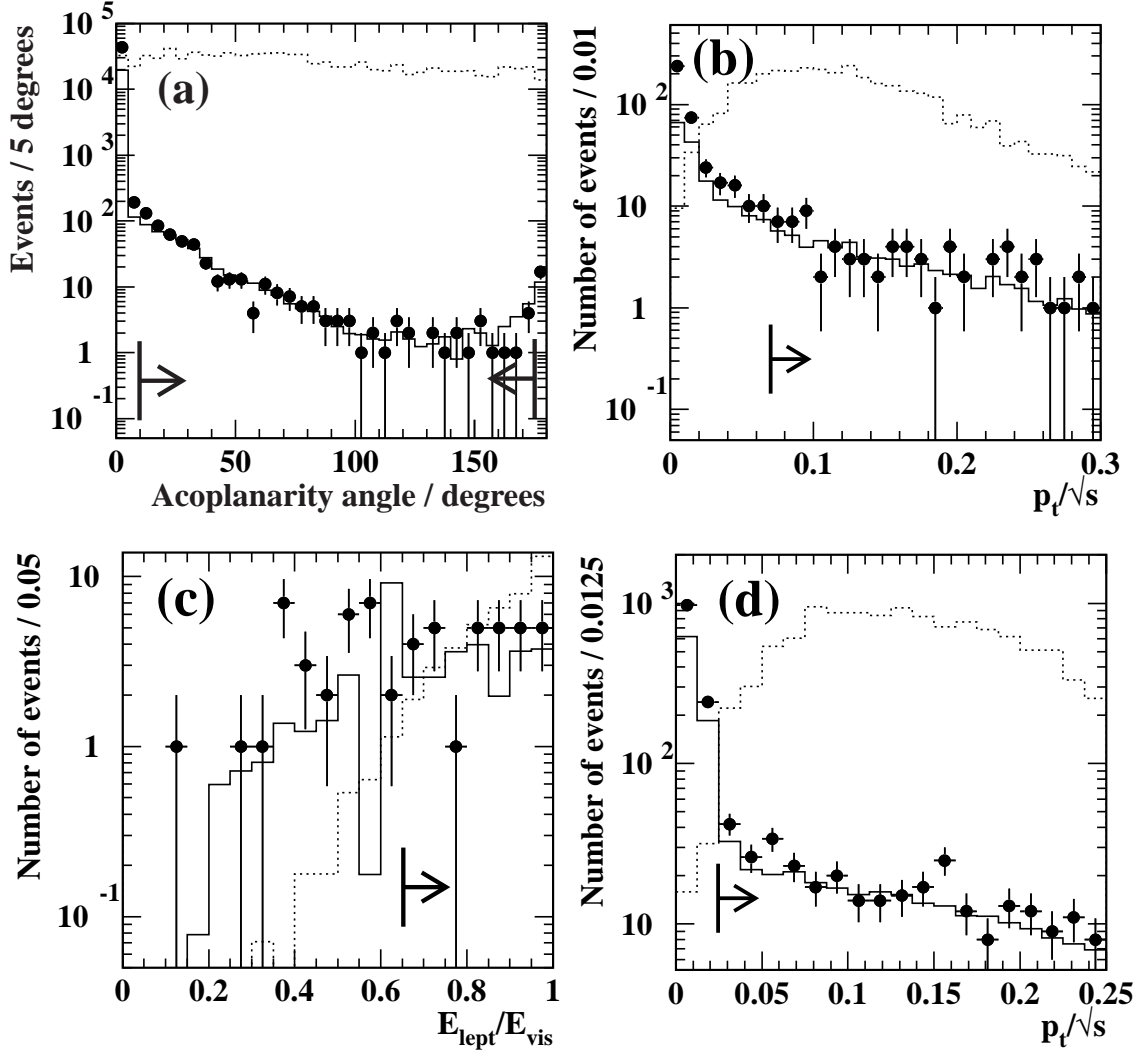 Events / 5 degrees
10 5
10 4
10 3
10 2
10
1
10 -1
(a)
0 50 100 150
Acoplanarity angle / degrees
Number of events / 0.01
10 2
10
1
10 -1
(b)
0 0.1 0.2 0.3
pt/√s
Number of events / 0.05
10
1
10 -1
(c)
0 0.2 0.4 0.6 0.8 1
Elept/Evis
Number of events / 0.0125
10 3
10 2
10
(d)
0 0.05 0.1 0.15 0.2 0.25
pt/√s